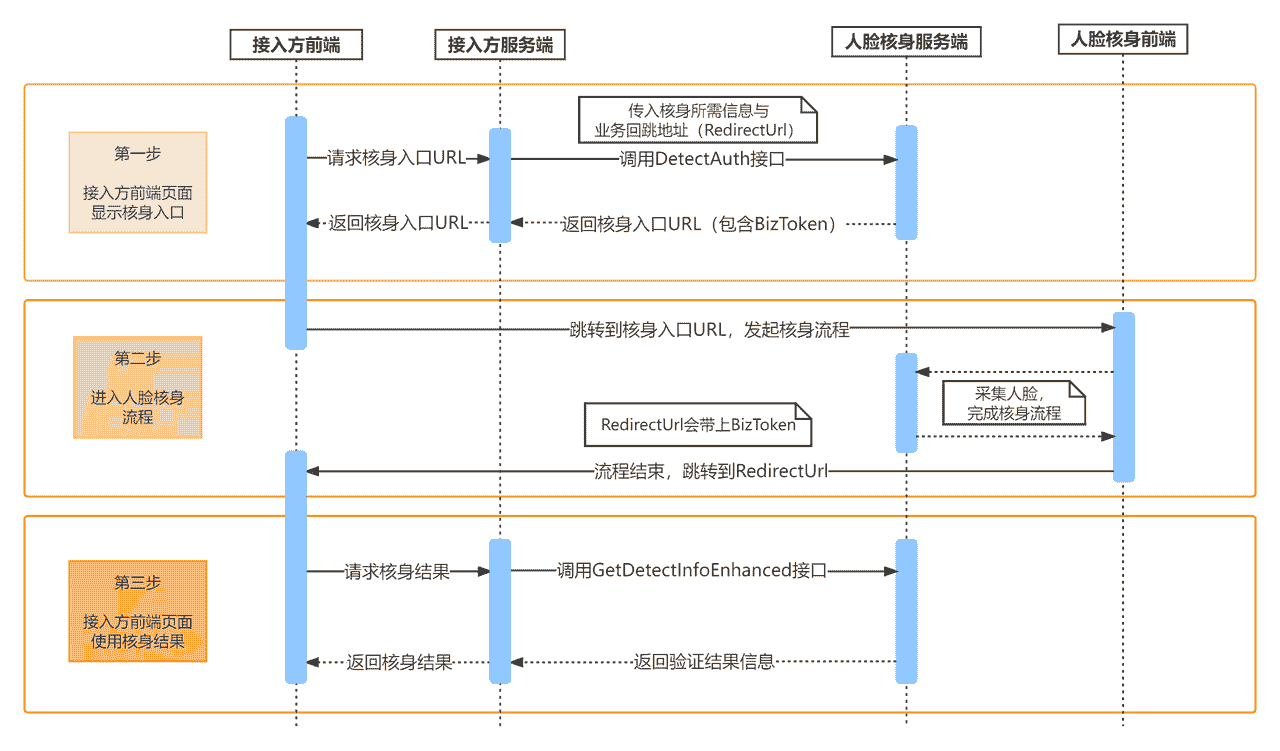 接入方前端
接入方服务端
人脸核身服务端
人脸核身前端
第一步
接入方前端页面
显示核身入口
传入核身所需信息与
业务回跳地址（RedirectUrl）
请求核身入口URL
调用DetectAuth接口
返回核身入口URL
返回核身入口URL（包含BizToken）
第二步
进入人脸核身
流程
跳转到核身入口URL，发起核身流程
采集人脸，
完成核身流程
RedirectUrl会带上BizToken
流程结束，跳转到RedirectUrl
第三步
接入方前端页面
使用核身结果
请求核身结果
调用GetDetectInfoEnhanced接口
返回核身结果
返回验证结果信息